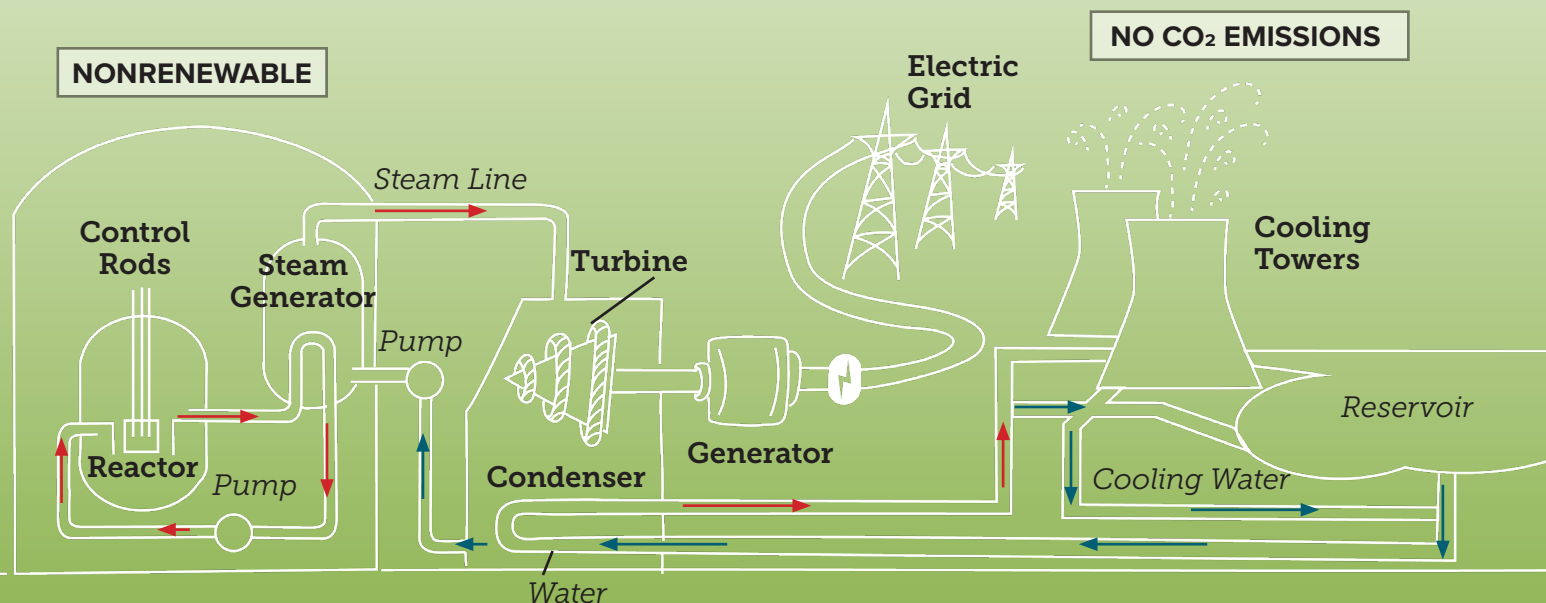 NONRENEWABLE
NO CO₂ EMISSIONS
Electric
Grid
Steam Line
Control
Rods
Steam
Generator
Turbine
Cooling
Towers
Pump
Reservoir
Reactor
Pump
Condenser
Generator
Cooling Water
Water